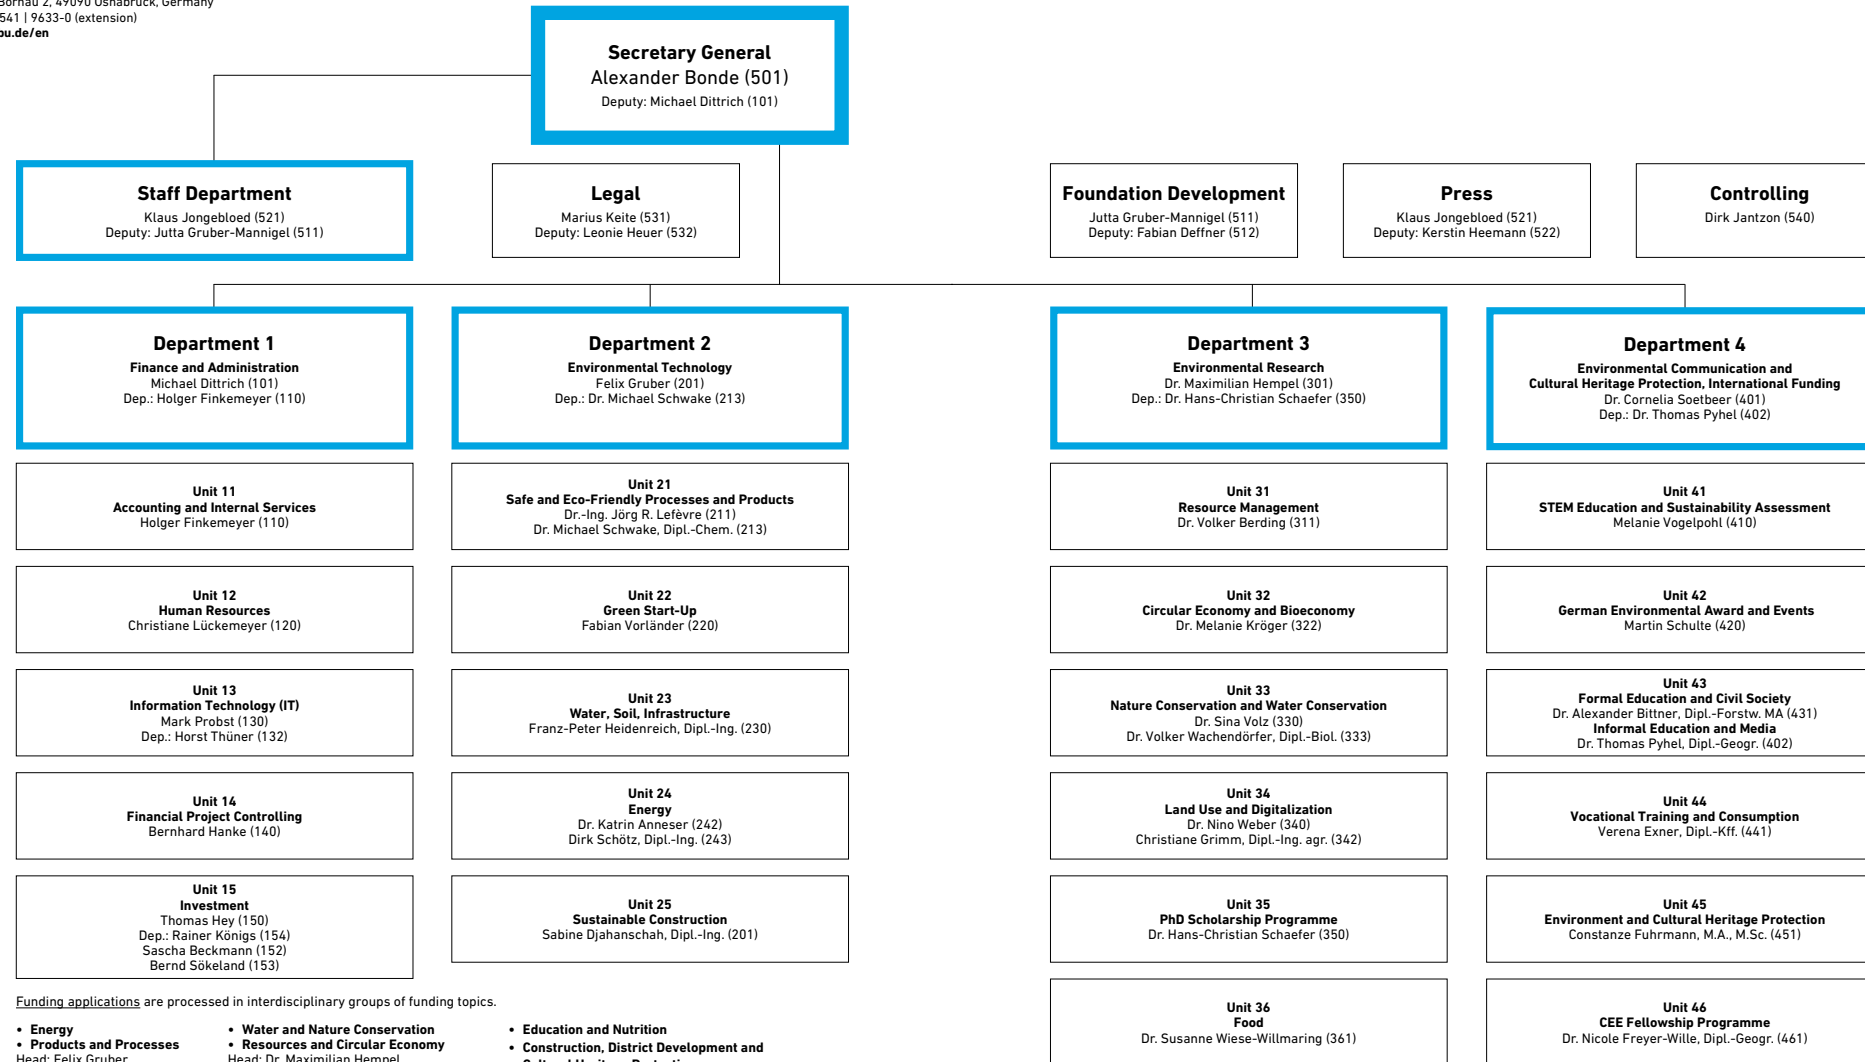 Bornau 2, 49090 Osnabrück, Germany
541 | 9633-0 (extension)
Secretary General
Alexander Bonde (501)
Deputy: Michael Dittrich (101)
Staff Department
Klaus Jongebloed (521)
Deputy: Jutta Gruber-Mannigel (511)
Legal
Marius Keite (531)
Deputy: Leonie Heuer (532)
Foundation Development
Jutta Gruber-Mannigel (511)
Deputy: Fabian Deffner (512)
Press
Klaus Jongebloed (521)
Deputy: Kerstin Heemann (522)
Controlling
Dirk Jantzon (540)
Department 1
Finance and Administration
Michael Dittrich (101)
Dep.: Holger Finkemeyer (110)
Department 2
Environmental Technology
Felix Gruber (201)
Dep.: Dr. Michael Schwake (213)
Department 3
Environmental Research
Dr. Maximilian Hempel (301)
Dep.: Dr. Hans-Christian Schaefer (350)
Department 4
Environmental Communication and
Cultural Heritage Protection, International Funding
Dr. Cornelia Soetbeer (401)
Dep.: Dr. Thomas Pyhel (402)
Unit 11
Accounting and Internal Services
Holger Finkemeyer (110)
Unit 21
Safe and Eco-Friendly Processes and Products
Dr.-Ing. Jörg R. Lefèvre (211)
Dr. Michael Schwake, Dipl.-Chem. (213)
Unit 31
Resource Management
Dr. Volker Berding (311)
Unit 41
STEM Education and Sustainability Assessment
Melanie Vogelpohl (410)
Unit 12
Human Resources
Christiane Lückemeyer (120)
Unit 22
Green Start-Up
Fabian Vorländer (220)
Unit 32
Circular Economy and Bioeconomy
Dr. Melanie Kröger (322)
Unit 42
German Environmental Award and Events
Martin Schulte (420)
Unit 13
Information Technology (IT)
Mark Probst (130)
Dep.: Horst Thüner (132)
Unit 23
Water, Soil, Infrastructure
Franz-Peter Heidenreich, Dipl.-Ing. (230)
Unit 33
Nature Conservation and Water Conservation
Dr. Sina Volz (330)
Dr. Volker Wachendörfer, Dipl.-Biol. (333)
Unit 43
Formal Education and Civil Society
Dr. Alexander Bittner, Dipl.-Forstw. MA (431)
Informal Education and Media
Dr. Thomas Pyhel, Dipl.-Geogr. (402)
Unit 14
Financial Project Controlling
Bernhard Hanke (140)
Unit 24
Energy
Dr. Katrin Anneser (242)
Dirk Schötz, Dipl.-Ing. (243)
Unit 34
Land Use and Digitalization
Dr. Nino Weber (340)
Christiane Grimm, Dipl.-Ing. agr. (342)
Unit 44
Vocational Training and Consumption
Verena Exner, Dipl.-Kff. (441)
Unit 15
Investment
Thomas Hey (150)
Dep.: Rainer Königs (154)
Sascha Beckmann (152)
Bernd Sökeland (153)
Unit 25
Sustainable Construction
Sabine Djahanschah, Dipl.-Ing. (201)
Unit 35
PhD Scholarship Programme
Dr. Hans-Christian Schaefer (350)
Unit 45
Environment and Cultural Heritage Protection
Constanze Fuhrmann, M.A., M.Sc. (451)
Unit 36
Food
Dr. Susanne Wiese-Willmaring (361)
Unit 46
CEE Fellowship Programme
Dr. Nicole Freyer-Wille, Dipl.-Geogr. (461)
Funding applications are processed in interdisciplinary groups of funding topics.
• Energy
• Products and Processes
Head: Felix Gruber
• Water and Nature Conservation
• Resources and Circular Economy
Head: Dr. Maximilian Hempel
• Education and Nutrition
• Construction, District Development and